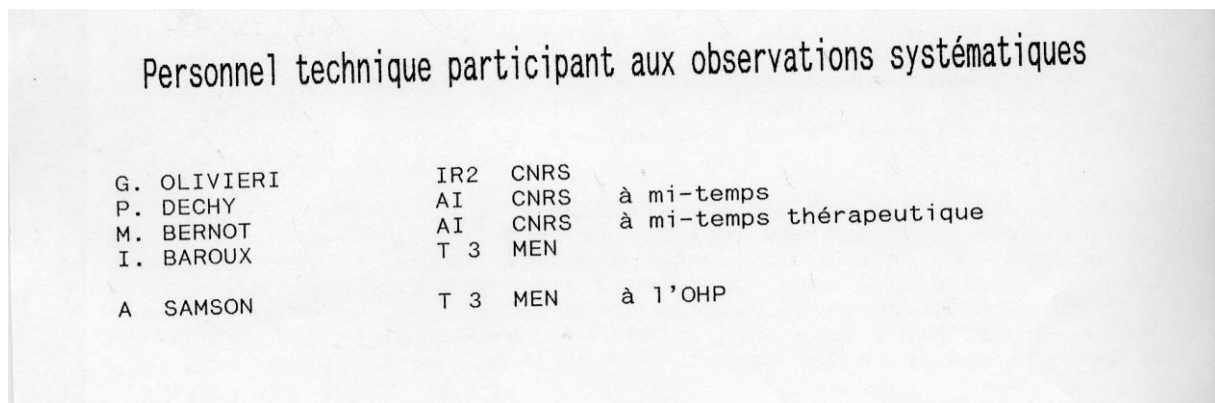 Personnel technique participant aux observations systématiques
G. OLIVIERI IR2 CNRS
P. DECHY AI CNRS à mi-temps
M. BERNOT AI CNRS à mi-temps thérapeutique
I. BAROUX T 3 MEN
A SAMSON T 3 MEN à l'OHP